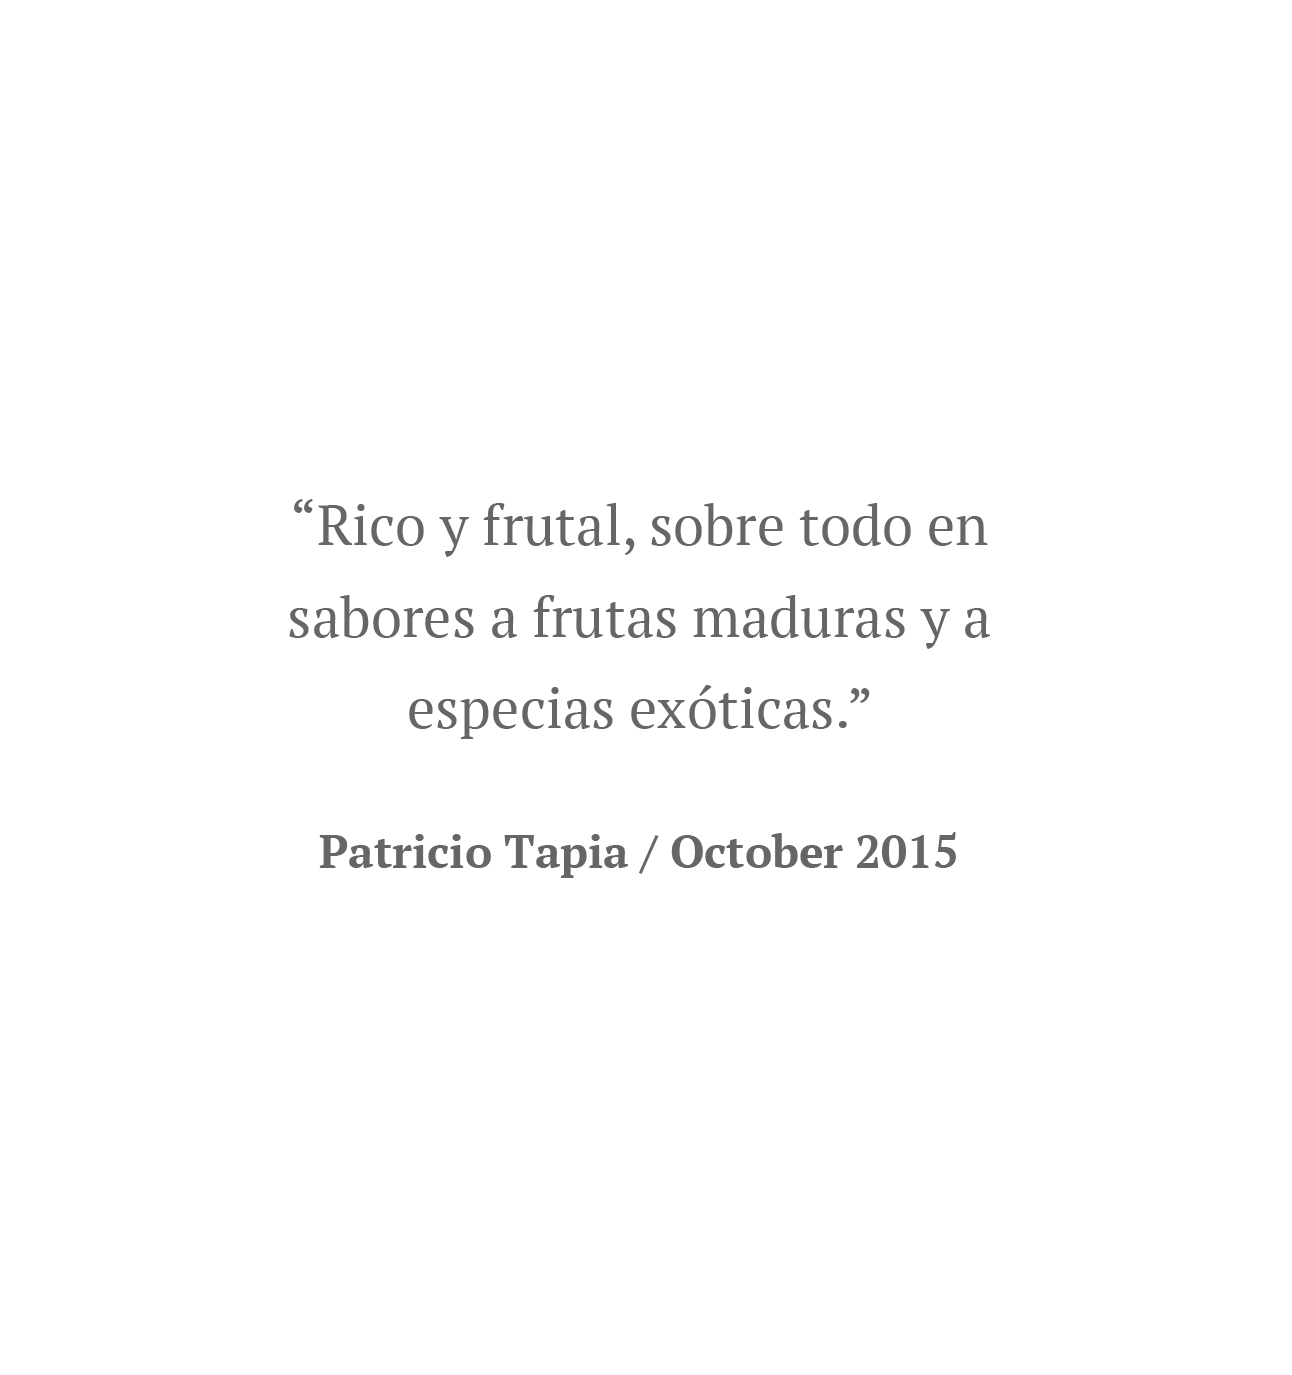 “Rico y frutal, sobre todo en
sabores a frutas maduras y a
especias exóticas.”
Patricio Tapia / October 2015